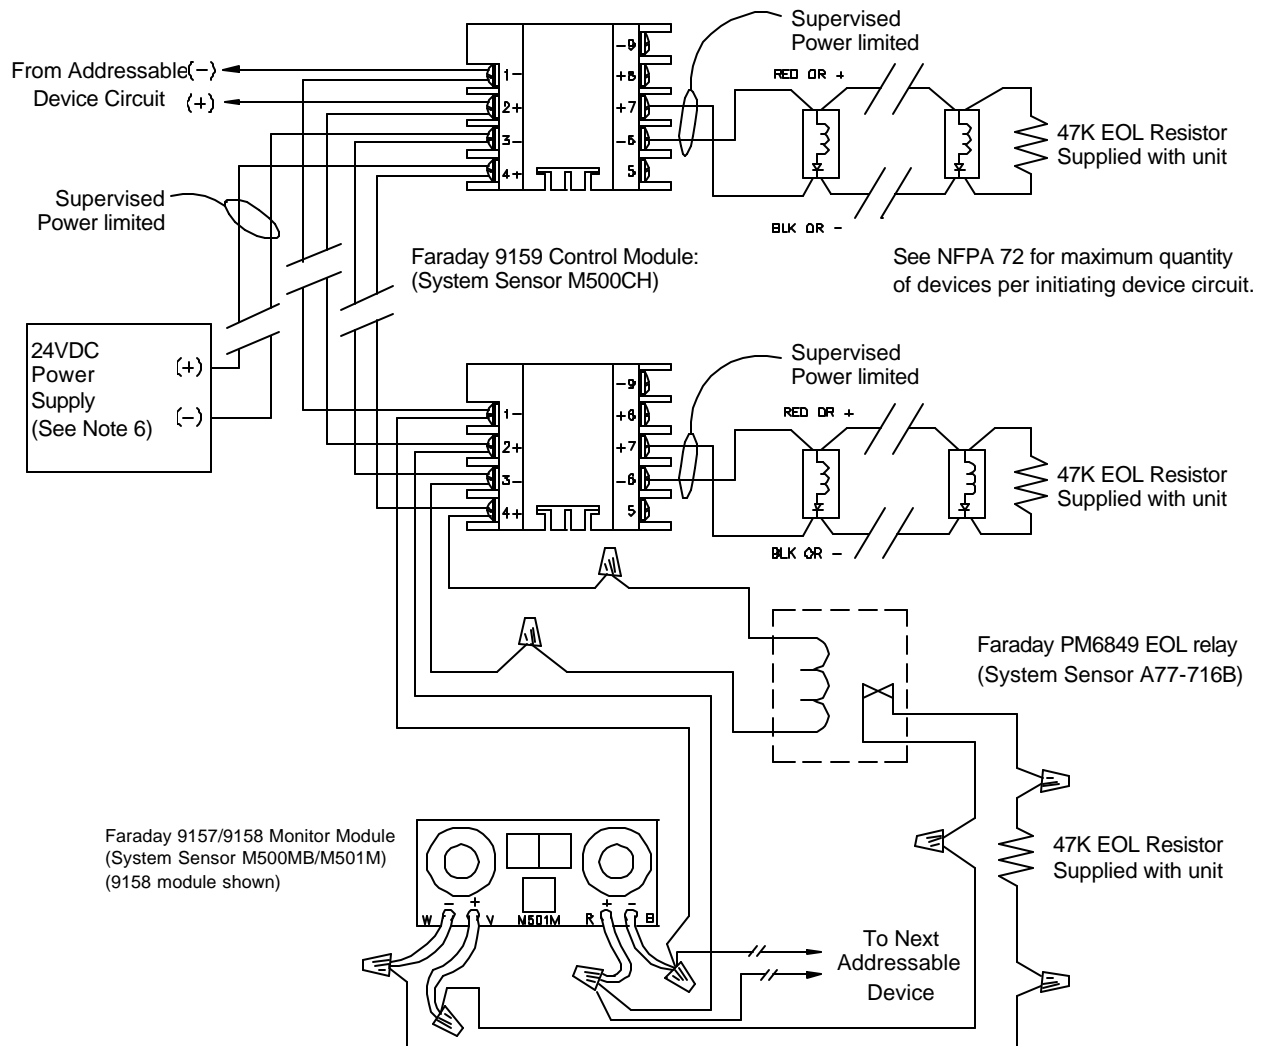 Supervised
Power limited
From Addressable (-)
Device Circuit (+)
1-
2+
3-
4+
-9
+8
+7
-6
5
RED OR +
BLK OR -
47K EOL Resistor
Supplied with unit
Supervised
Power limited
Faraday 9159 Control Module:
(System Sensor M500CH)
See NFPA 72 for maximum quantity
of devices per initiating device circuit.
24VDC
Power
Supply
(See Note 6)
(+)
(-)
Supervised
Power limited
1-
2+
3-
4+
-9
+6
+7
-6
5
RED OR +
BLK OR -
47K EOL Resistor
Supplied with unit
Faraday PM6849 EOL relay
(System Sensor A77-716B)
Faraday 9157/9158 Monitor Module
(System Sensor M500MB/M501M)
(9158 module shown)
W - + V M501M R + - B
47K EOL Resistor
Supplied with unit
To Next
Addressable
Device